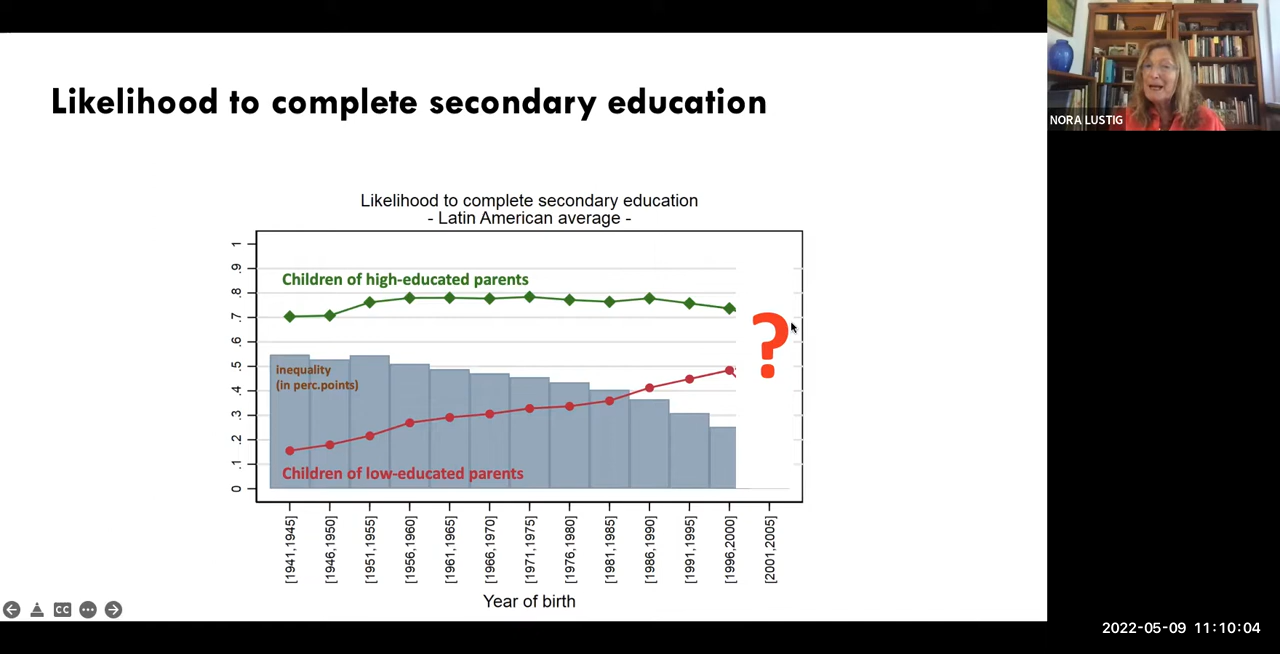 Likelihood to complete secondary education
NORA LUSTIG
Likelihood to complete secondary education
- Latin American average -
1
.9
.8
.7
.6
.5
.4
.3
.2
.1
0
Children of high-educated parents
?
inequality
(in perc.points)
Children of low-educated parents
[1941,1945]
[1946,1950]
[1951,1955]
[1956,1960]
[1961,1965]
[1966,1970]
[1971,1975]
[1976,1980]
[1981,1985]
[1986,1990]
[1991,1995]
[1996,2000]
[2001,2005]
Year of birth
CC
2022-05-09 11:10:04